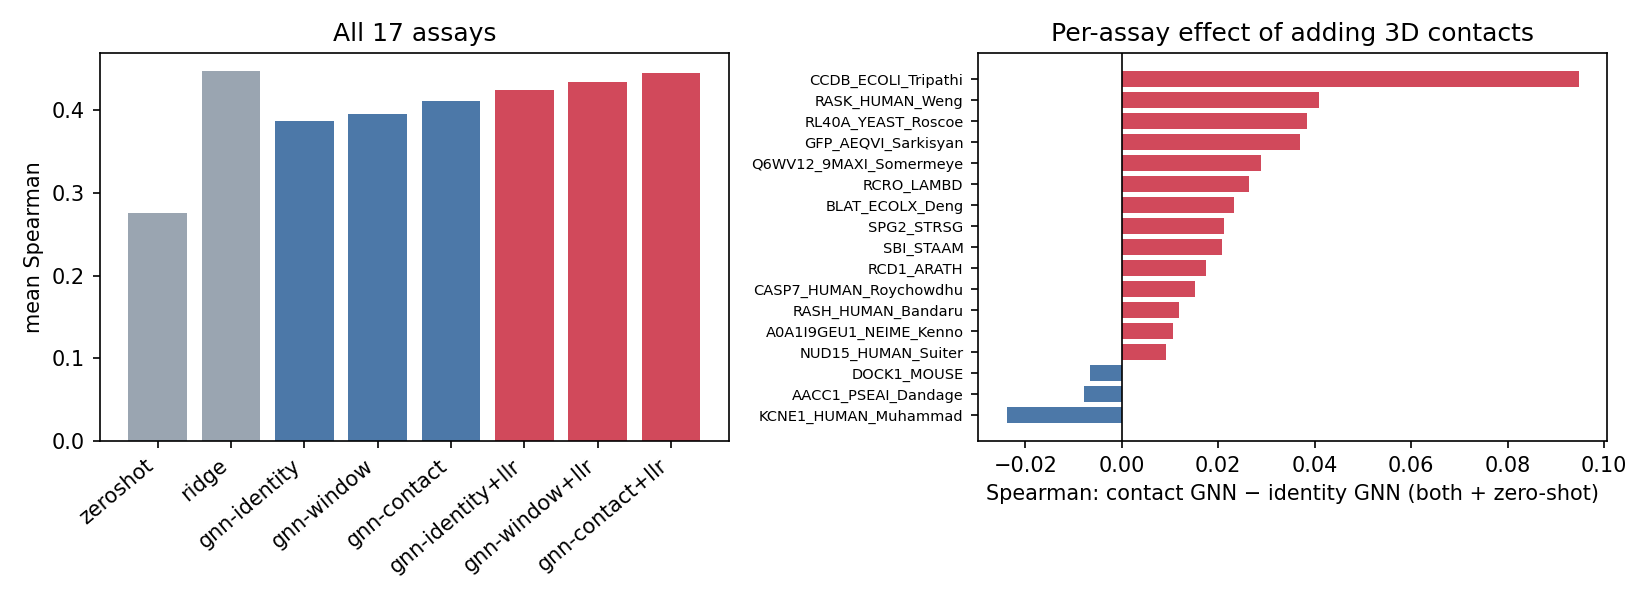 All 17 assays
mean Spearman
0.4
0.3
0.2
0.1
0.0
zeroshot
ridge
gnn-identity
gnn-window
gnn-contact
gnn-identity+llr
gnn-window+llr
gnn-contact+llr
Per-assay effect of adding 3D contacts
CCDB_ECOLI_Tripathi
RASK_HUMAN_Weng
RL40A_YEAST_Roscoe
GFP_AEQVI_Sarkisyan
Q6WV12_9MAXI_Somermeye
RCRO_LAMBD
BLAT_ECOLX_Deng
SPG2_STRSG
SBI_STAAM
RCD1_ARATH
CASP7_HUMAN_Roychowdhu
RASH_HUMAN_Bandaru
A0A1I9GEU1_NEIME_Kenno
NUD15_HUMAN_Suiter
DOCK1_MOUSE
AACC1_PSEAI_Dandage
KCNE1_HUMAN_Muhammad
−0.02 0.00 0.02 0.04 0.06 0.08 0.10
Spearman: contact GNN − identity GNN (both + zero-shot)